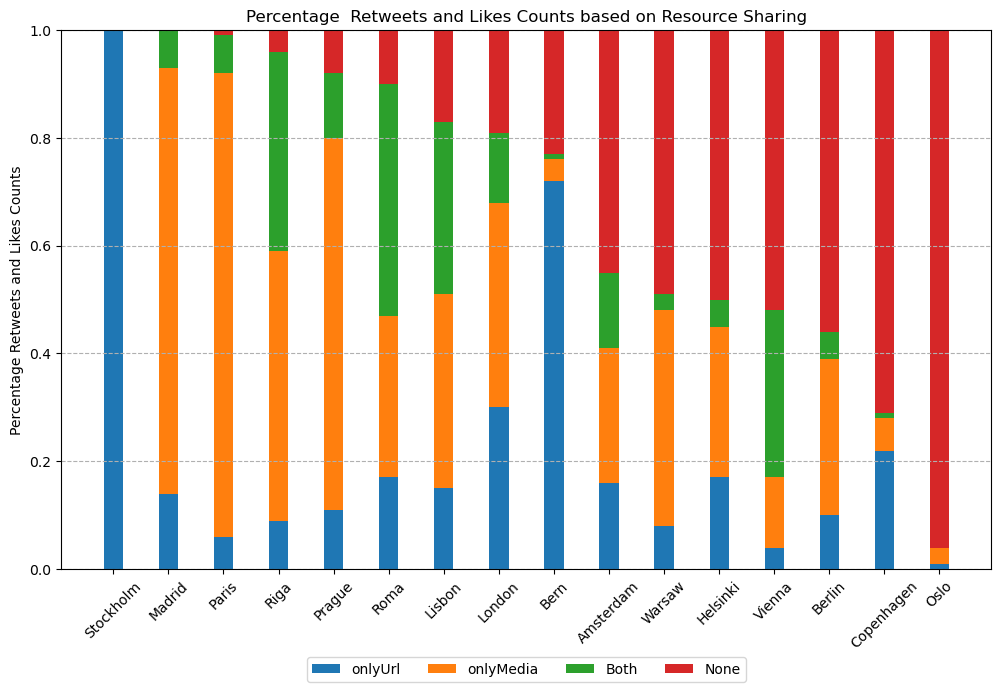 Percentage  Retweets and Likes Counts based on Resource Sharing
Percentage Retweets and Likes Counts
1.0
0.8
0.6
0.4
0.2
0.0
Stockholm
Madrid
Paris
Riga
Prague
Roma
Lisbon
London
Bern
Amsterdam
Warsaw
Helsinki
Vienna
Berlin
Copenhagen
Oslo
onlyUrl
onlyMedia
Both
None